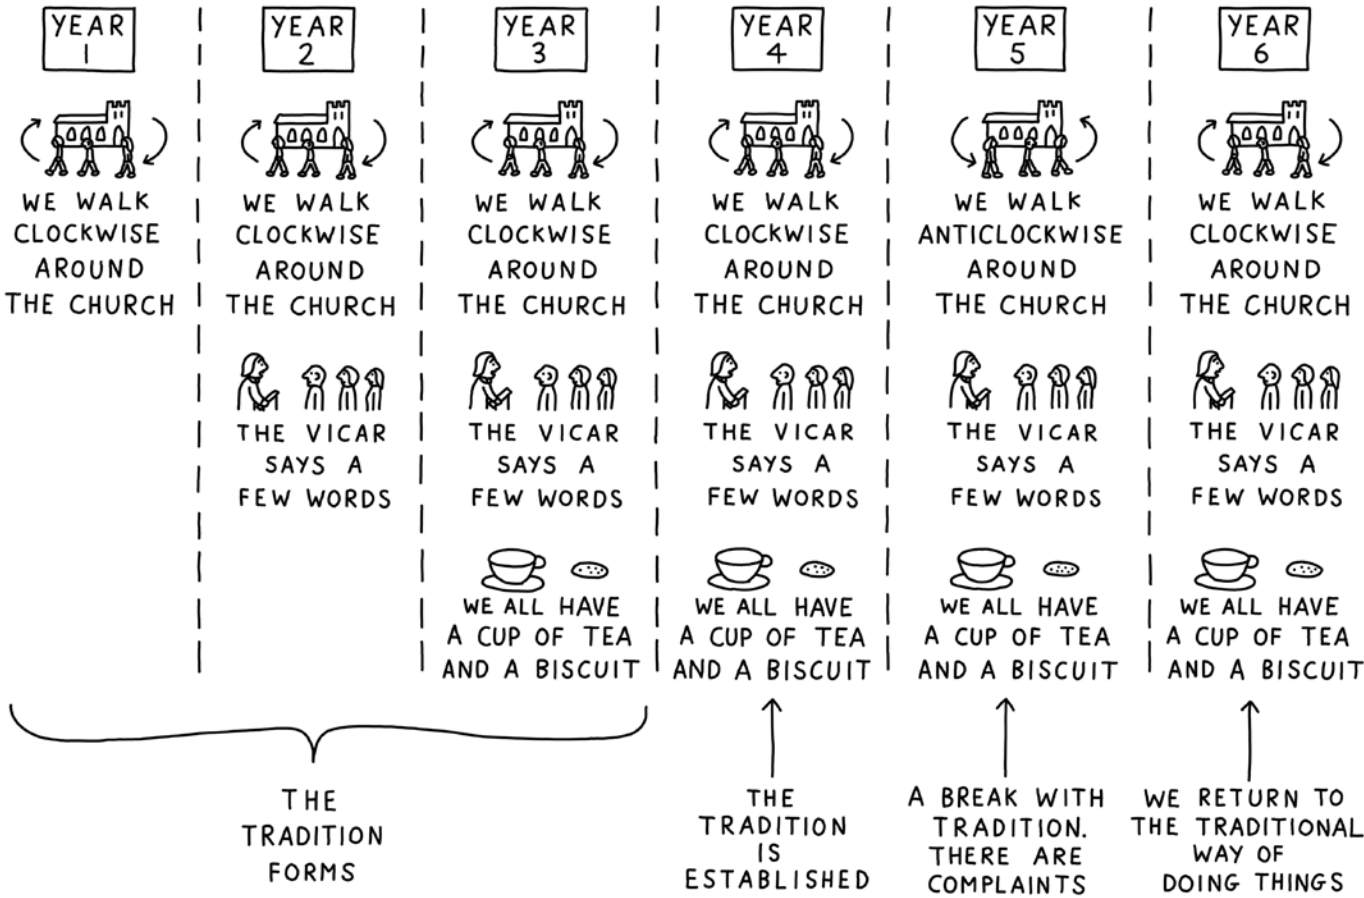 YEAR
1
WE WALK
CLOCKWISE
AROUND
THE CHURCH
YEAR
2
WE WALK
CLOCKWISE
AROUND
THE CHURCH
THE VICAR
SAYS A
FEW WORDS
YEAR
3
WE WALK
CLOCKWISE
AROUND
THE CHURCH
THE VICAR
SAYS A
FEW WORDS
WE ALL HAVE
A CUP OF TEA
AND A BISCUIT
THE
TRADITION
FORMS
YEAR
4
WE WALK
CLOCKWISE
AROUND
THE CHURCH
THE VICAR
SAYS A
FEW WORDS
WE ALL HAVE
A CUP OF TEA
AND A BISCUIT
THE
TRADITION
IS
ESTABLISHED
YEAR
5
WE WALK
ANTICLOCKWISE
AROUND
THE CHURCH
THE VICAR
SAYS A
FEW WORDS
WE ALL HAVE
A CUP OF TEA
AND A BISCUIT
A BREAK WITH
TRADITION.
THERE ARE
COMPLAINTS
YEAR
6
WE WALK
CLOCKWISE
AROUND
THE CHURCH
THE VICAR
SAYS A
FEW WORDS
WE ALL HAVE
A CUP OF TEA
AND A BISCUIT
WE RETURN TO
THE TRADITIONAL
WAY OF
DOING THINGS